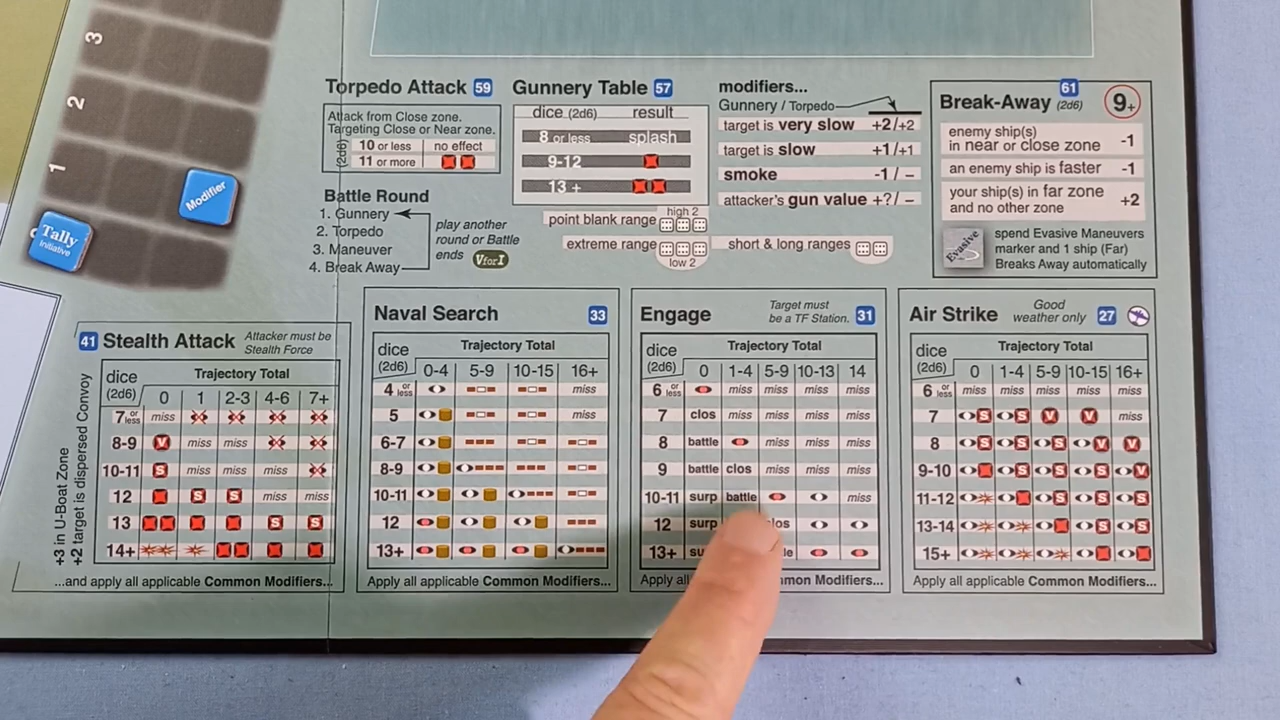 3
2
1
Modifier
Tally
Initiative
Torpedo Attack 59
Attack from Close zone.
Targeting Close or Near zone.
(2d6)
10 or less no effect
11 or more
Battle Round
1. Gunnery
2. Torpedo
3. Maneuver
4. Break Away
play another
round or Battle
ends VforI
Gunnery Table 57
dice (2d6) result
8 or less splash
9-12
13 +
point blank range high 2
extreme range low 2
short & long ranges
modifiers...
Gunnery / Torpedo
target is very slow +2/+2
target is slow +1/+1
smoke -1 / –
attacker's gun value +?/ –
61
Break-Away (2d6) 9+
enemy ship(s)
in near or close zone -1
an enemy ship is faster -1
your ship(s) in far zone
and no other zone +2
Evasive
spend Evasive Maneuvers
marker and 1 ship (Far)
Breaks Away automatically
41 Stealth Attack Attacker must be
Stealth Force
+3 in U-Boat Zone
+2 target is dispersed Convoy
dice
(2d6)
Trajectory Total
0 1 2-3 4-6 7+
7 or less miss
8-9 V miss miss
10-11 S miss miss miss
12 S S miss miss
13 S S
14+
...and apply all applicable Common Modifiers...
Naval Search 33
dice
(2d6)
Trajectory Total
0-4 5-9 10-15 16+
4 or less miss
5 miss
6-7
8-9
10-11
12
13+
Apply all applicable Common Modifiers...
Engage Target must
be a TF Station. 31
dice
(2d6)
Trajectory Total
0 1-4 5-9 10-13 14
6 or less miss miss miss miss
7 clos miss miss miss miss
8 battle miss miss miss
9 battle clos miss miss miss
10-11 surp battle miss
12 surp
13+
Apply all
Modifiers...
Air Strike Good
weather only 27
dice
(2d6)
Trajectory Total
0 1-4 5-9 10-15 16+
6 or less miss miss miss miss miss
7 S S V V miss
8 S S S V V
9-10 S S S V
11-12 S S
13-14 S S
15+
Apply all applicable Common Modifiers...